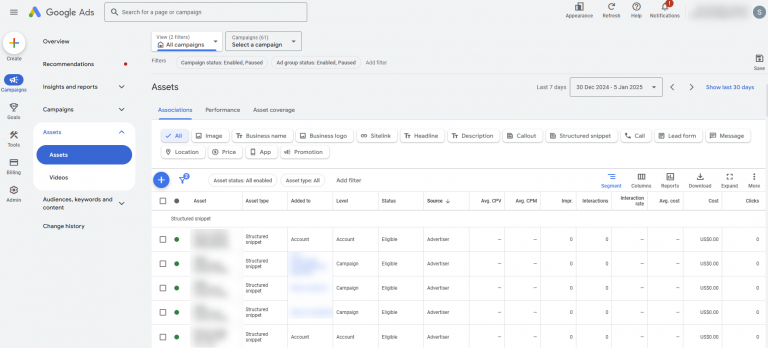 Google Ads
Search for a page or campaign
Appearance
Refresh
Help
1
Notifications
S
Create
Campaigns
Goals
Tools
Billing
Admin
Overview
Recommendations
Insights and reports
Campaigns
Assets
Assets
Videos
Audiences, keywords and
content
Change history
View (2 filters)
All campaigns
Campaigns (61)
Select a campaign
Filters
Campaign status: Enabled, Paused
Ad group status: Enabled, Paused
Add filter
Save
Assets
Last 7 days
30 Dec 2024 - 5 Jan 2025
Show last 30 days
Associations
Performance
Asset coverage
All
Image
Business name
Business logo
Sitelink
Headline
Description
Callout
Structured snippet
Call
Lead form
Message
Location
Price
App
Promotion
2
Asset status: All enabled
Asset type: All
Add filter
Segment
Columns
Reports
Download
Expand
More
Asset Asset type Added to Level Status Source Avg. CPV Avg. CPM Impr. Interactions Interaction rate Avg. cost Cost Clicks
Structured snippet
Structured snippet Account Account Eligible Advertiser – – 0 0 – – US$0.00 0
Structured snippet Campaign Eligible Advertiser – – 0 0 – – US$0.00 0
Structured snippet Campaign Eligible Advertiser – – 0 0 – – US$0.00 0
Structured snippet Campaign Eligible Advertiser – – 0 0 – – US$0.00 0
Structured snippet Account Account Eligible Advertiser – – 0 0 – – US$0.00 0